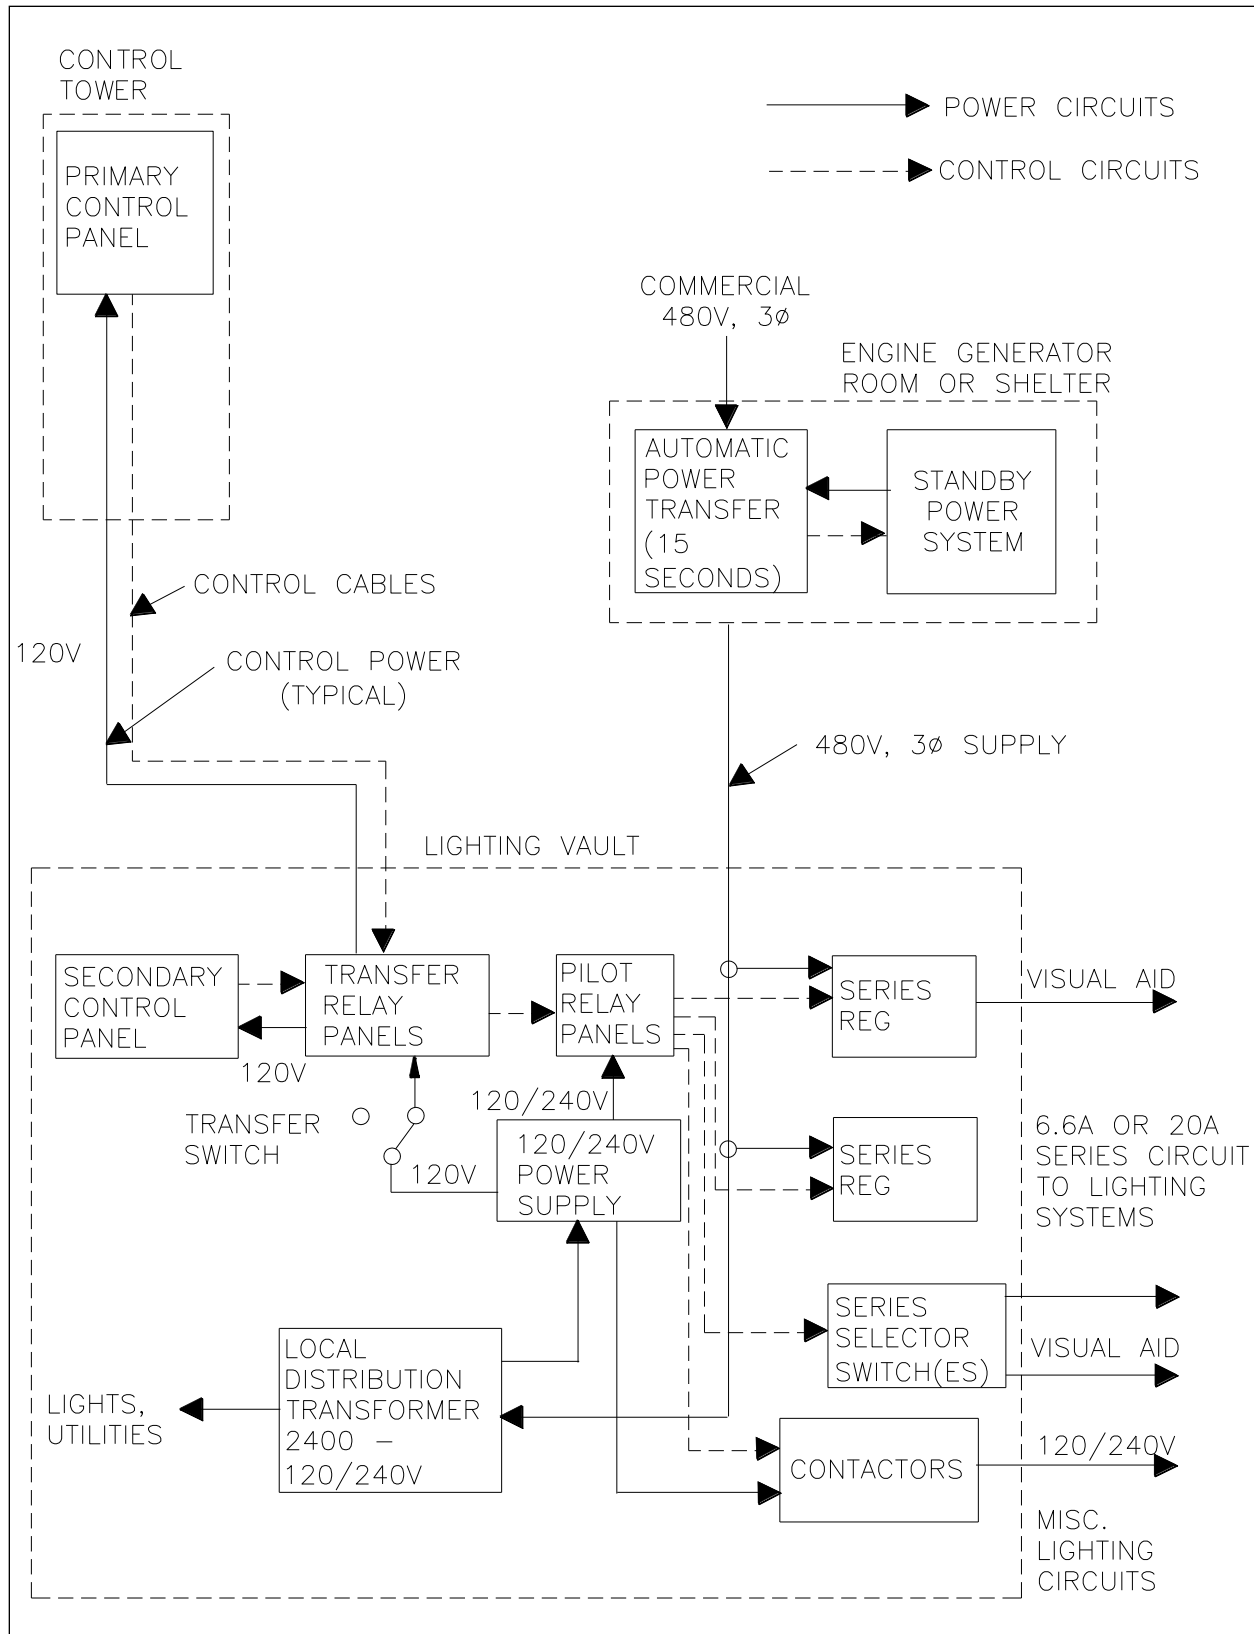 CONTROL
TOWER
PRIMARY
CONTROL
PANEL
POWER CIRCUITS
CONTROL CIRCUITS
COMMERCIAL
480V, 3ø
ENGINE GENERATOR
ROOM OR SHELTER
AUTOMATIC
POWER
TRANSFER
(15
SECONDS)
STANDBY
POWER
SYSTEM
CONTROL CABLES
120V
CONTROL POWER
(TYPICAL)
480V, 3ø SUPPLY
LIGHTING VAULT
SECONDARY
CONTROL
PANEL
TRANSFER
RELAY
PANELS
PILOT
RELAY
PANELS
SERIES
REG
VISUAL AID
120V
120/240V
TRANSFER
SWITCH
120V
120/240V
POWER
SUPPLY
SERIES
REG
6.6A OR 20A
SERIES CIRCUIT
TO LIGHTING
SYSTEMS
SERIES
SELECTOR
SWITCH(ES)
VISUAL AID
LOCAL
DISTRIBUTION
TRANSFORMER
2400 –
120/240V
LIGHTS,
UTILITIES
CONTACTORS
120/240V
MISC.
LIGHTING
CIRCUITS